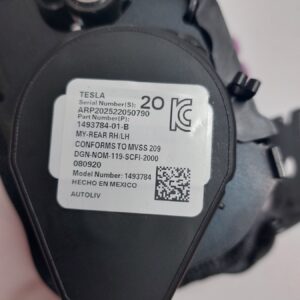 TESLA
Serial Number(S): 20
ARP202522050790
Part Number(P):
1493784-01-B
MY-REAR RH/LH
CONFORMS TO MVSS 209
DGN-NOM-119-SCFI-2000
080920
Model Number: 1493784
HECHO EN MEXICO
AUTOLIV